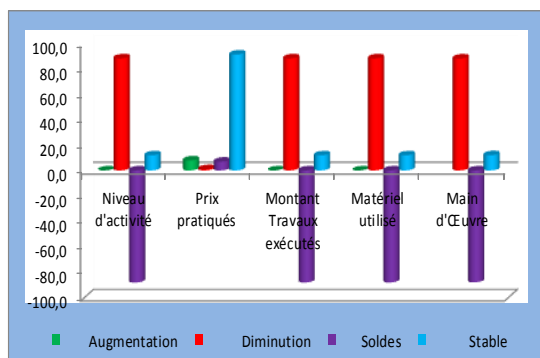 100,0
80,0
60,0
40,0
20,0
0,0
-20,0
-40,0
-60,0
-80,0
-100,0
Niveau d'activité
Prix pratiqués
Montant Travaux exécutés
Matériel utilisé
Main d'Œuvre
Augmentation Diminution Soldes Stable